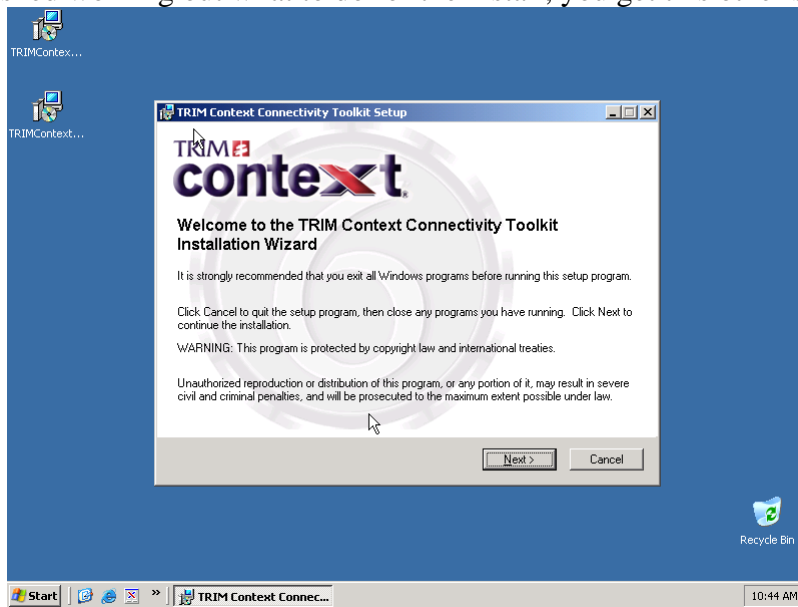 TRIMContex...
TRIMContext...
TRIM Context Connectivity Toolkit Setup
TRIM
context
Welcome to the TRIM Context Connectivity Toolkit
Installation Wizard
It is strongly recommended that you exit all Windows programs before running this setup program.
Click Cancel to quit the setup program, then close any programs you have running. Click Next to
continue the installation.
WARNING: This program is protected by copyright law and international treaties.
Unauthorized reproduction or distribution of this program, or any portion of it, may result in severe
civil and criminal penalties, and will be prosecuted to the maximum extent possible under law.
Next >
Cancel
Recycle Bin
Start
»
TRIM Context Connec...
10:44 AM